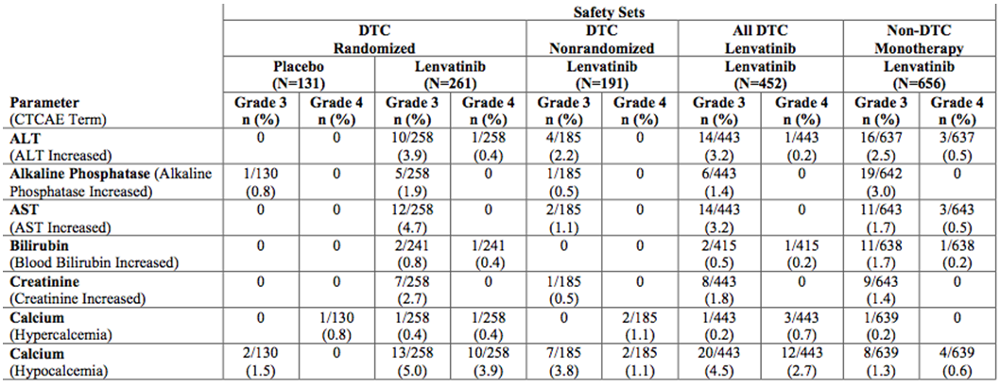 Safety Sets
DTC Randomized DTC Nonrandomized All DTC Lenvatinib Non-DTC Monotherapy
Placebo (N=131) Lenvatinib (N=261) Lenvatinib (N=191) Lenvatinib (N=452) Lenvatinib (N=656)
Parameter (CTCAE Term) Grade 3 n (%) Grade 4 n (%) Grade 3 n (%) Grade 4 n (%) Grade 3 n (%) Grade 4 n (%) Grade 3 n (%) Grade 4 n (%) Grade 3 n (%) Grade 4 n (%)
ALT 0 0 10/258 1/258 4/185 0 14/443 1/443 16/637 3/637
(ALT Increased) (3.9) (0.4) (2.2) (3.2) (0.2) (2.5) (0.5)
Alkaline Phosphatase (Alkaline 1/130 0 5/258 0 1/185 0 6/443 0 19/642 0
Phosphatase Increased) (0.8) (1.9) (0.5) (1.4) (3.0)
AST 0 0 12/258 0 2/185 0 14/443 0 11/643 3/643
(AST Increased) (4.7) (1.1) (3.2) (1.7) (0.5)
Bilirubin 0 0 2/241 1/241 0 0 2/415 1/415 11/638 1/638
(Blood Bilirubin Increased) (0.8) (0.4) (0.5) (0.2) (1.7) (0.2)
Creatinine 0 0 7/258 0 1/185 0 8/443 0 9/643 0
(Creatinine Increased) (2.7) (0.5) (1.8) (1.4)
Calcium 0 1/130 1/258 1/258 0 2/185 1/443 3/443 1/639 0
(Hypercalcemia) (0.8) (0.4) (0.4) (1.1) (0.2) (0.7) (0.2)
Calcium 2/130 0 13/258 10/258 7/185 2/185 20/443 12/443 8/639 4/639
(Hypocalcemia) (1.5) (5.0) (3.9) (3.8) (1.1) (4.5) (2.7) (1.3) (0.6)